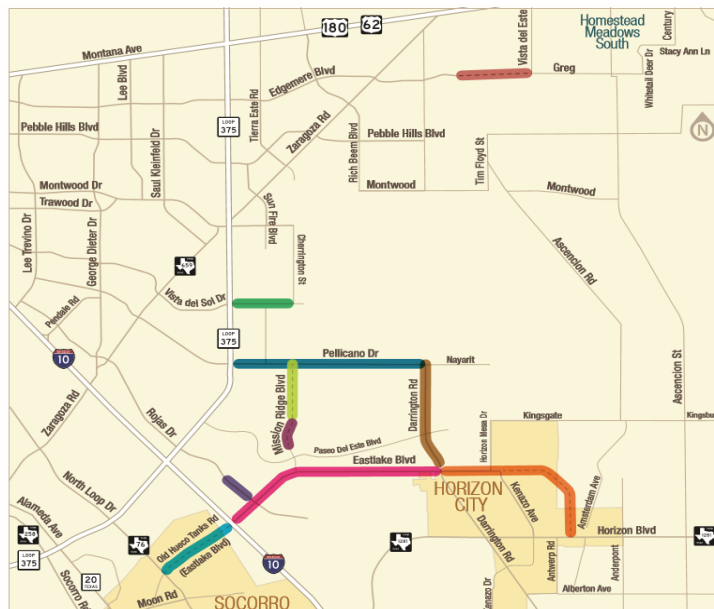 180
62
Homestead
Meadows
South
Century
Vista del Este
Montana Ave
Stacy Ann Ln
Lee Blvd
Edgemere Blvd
Greg
Whitetail Deer Dr
Tierra Este Rd
Zaragoza Rd
LOOP
375
Pebble Hills Blvd
Saul Kleinfeld Dr
Rich Beem Blvd
Pebble Hills Blvd
N
Tim Floyd St
Montwood Dr
Montwood
Montwood
Trawood Dr
Sun Fire Blvd
Lee Trevino Dr
George Dieter Dr
Cherrington St
Ascencion Rd
659
Vista del Sol Dr
Pendale Rd
LOOP
375
10
Pellicano Dr
Nayarit
Ascencion St
Mission Ridge Blvd
Darrington Rd
Zaragoza Rd
Rojas Dr
Horizon Mesa Dr
Kingsgate
Kingsbu
Paseo Del Este Blvd
Eastlake Blvd
North Loop Dr
HORIZON
CITY
Kenazo Ave
Amsterdam Ave
Alameda Ave
Old Hueco Tanks Rd
(Eastlake Blvd)
Darrington Rd
Horizon Blvd
258
76
1281
1281
LOOP
375
10
Antwerp Rd
Anderpont
20
TEXAS
Socorro Rd
Moon Rd
Alberton Ave
Kenazo Dr
SOCORRO